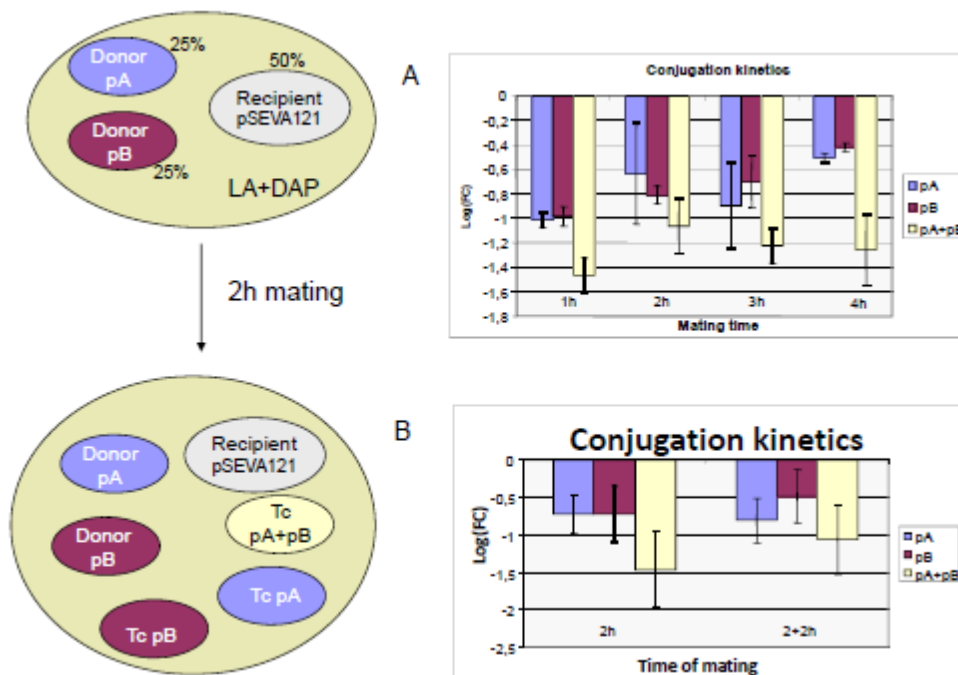 Donor
pA
25%
50%
Recipient
pSEVA121
Donor
pB
25%
LA+DAP
2h mating
Donor
pA
Recipient
pSEVA121
Tc
pA+pB
Donor
pB
Tc pA
Tc pB
A
Conjugation kinetics
0
-0,2
-0,4
-0,6
-0,8
-1
-1,2
-1,4
-1,6
-1,8
Log(FC)
1h
2h
3h
4h
Mating time
pA
pB
pA+pB
B
Conjugation kinetics
0
-0,5
-1
-1,5
-2
-2,5
Log(FC)
2h
2+2h
Time of mating
pA
pB
pA+pB